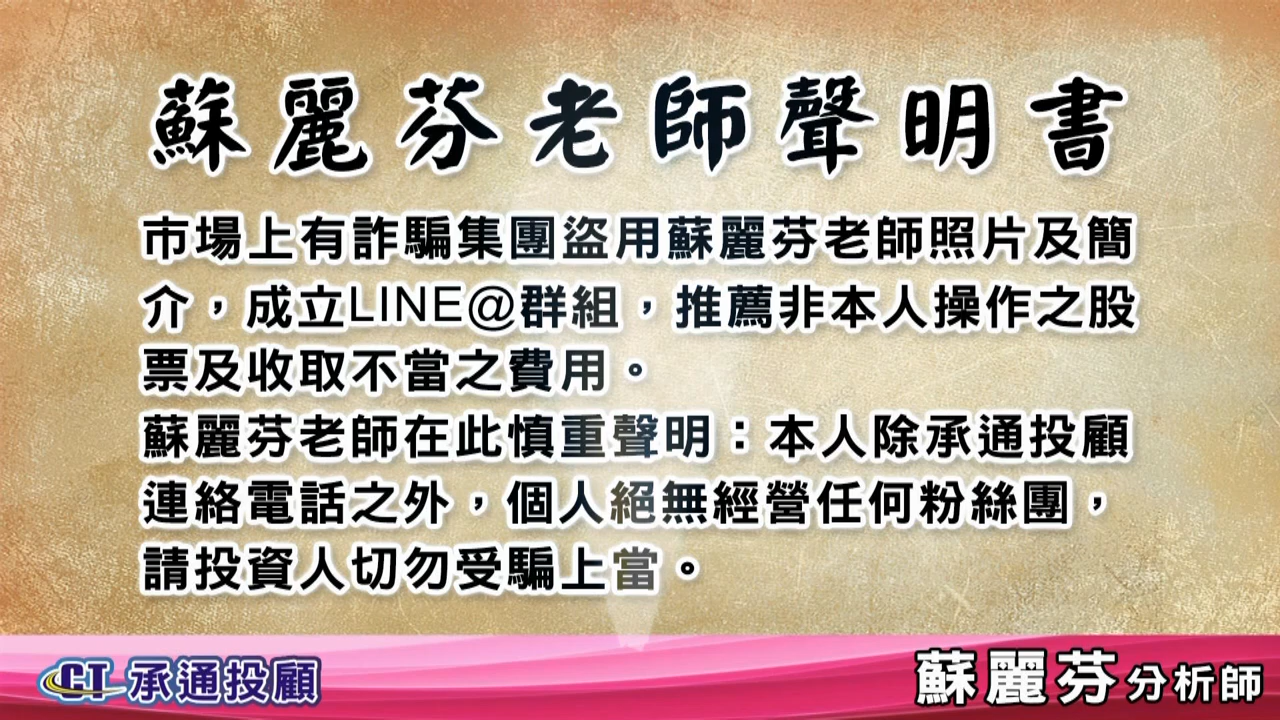 蘇麗芬老師聲明書
市場上有詐騙集團盜用蘇麗芬老師照片及簡
介，成立LINE@群組，推薦非本人操作之股
票及收取不當之費用。
蘇麗芬老師在此慎重聲明：本人除承通投顧
連絡電話之外，個人絕無經營任何粉絲團，
請投資人切勿受騙上當。
CT 承通投顧
蘇麗芬 分析師